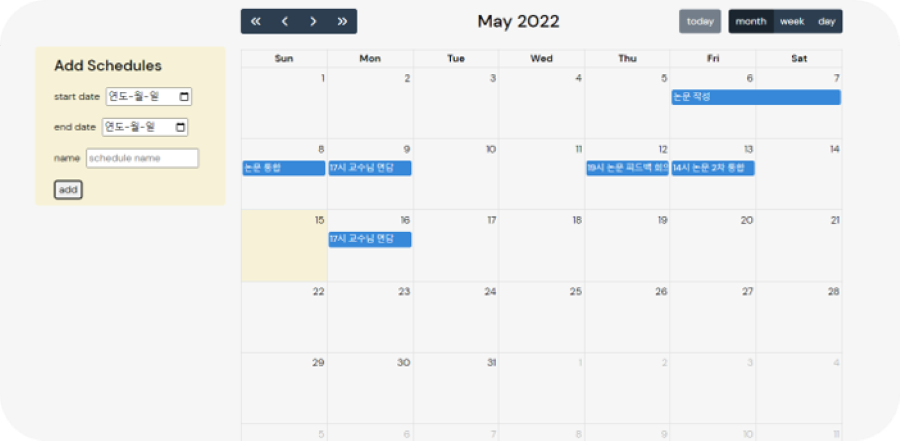 May 2022
today month week day
Add Schedules
start date 연도-월-일
end date 연도-월-일
name schedule name
add
Sun Mon Tue Wed Thu Fri Sat
1 2 3 4 5 6 7
논문 작성
8 9 10 11 12 13 14
논문 통합 17시 교수님 면담 19시 논문 피드백 회의 14시 논문 2차 통합
15 16 17 18 19 20 21
17시 교수님 면담
22 23 24 25 26 27 28
29 30 31 1 2 3 4
5 6 7 8 9 10 11